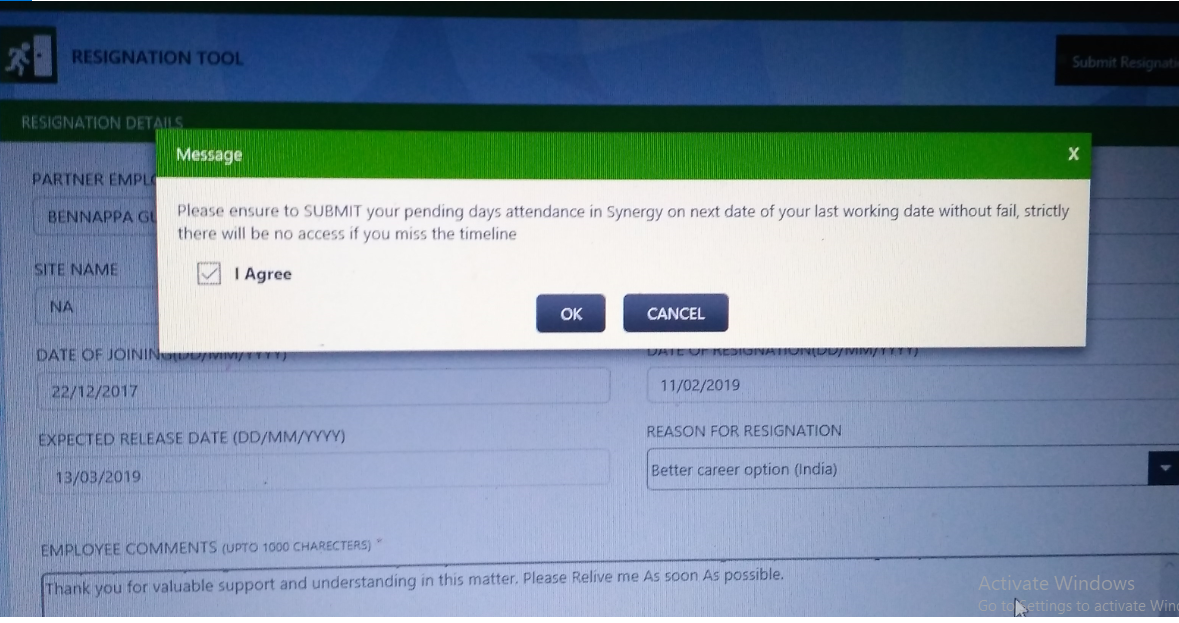 RESIGNATION TOOL
Submit Resignati
RESIGNATION DETAILS
Message
X
PARTNER EMPLO
BENNAPPA GU
Please ensure to SUBMIT your pending days attendance in Synergy on next date of your last working date without fail, strictly
there will be no access if you miss the timeline
I Agree
SITE NAME
NA
OK
CANCEL
DATE OF JOINING(DD/MM/YYYY)
DATE OF RESIGNATION(DD/MM/YYYY)
22/12/2017
11/02/2019
EXPECTED RELEASE DATE (DD/MM/YYYY)
REASON FOR RESIGNATION
13/03/2019
Better career option (India)
EMPLOYEE COMMENTS (UPTO 1000 CHARECTERS) *
Thank you for valuable support and understanding in this matter. Please Relive me As soon As possible.
Activate Windows
Go to Settings to activate Win